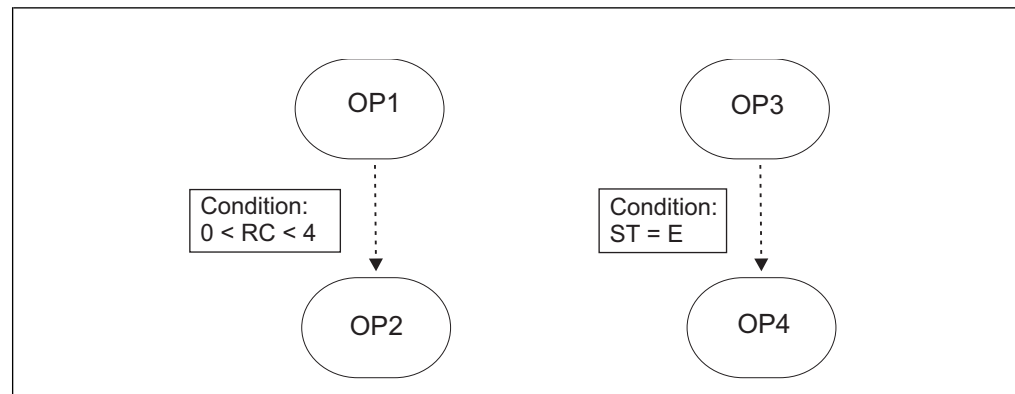 OP1
OP3
Condition:
0 < RC < 4
Condition:
ST = E
OP2
OP4